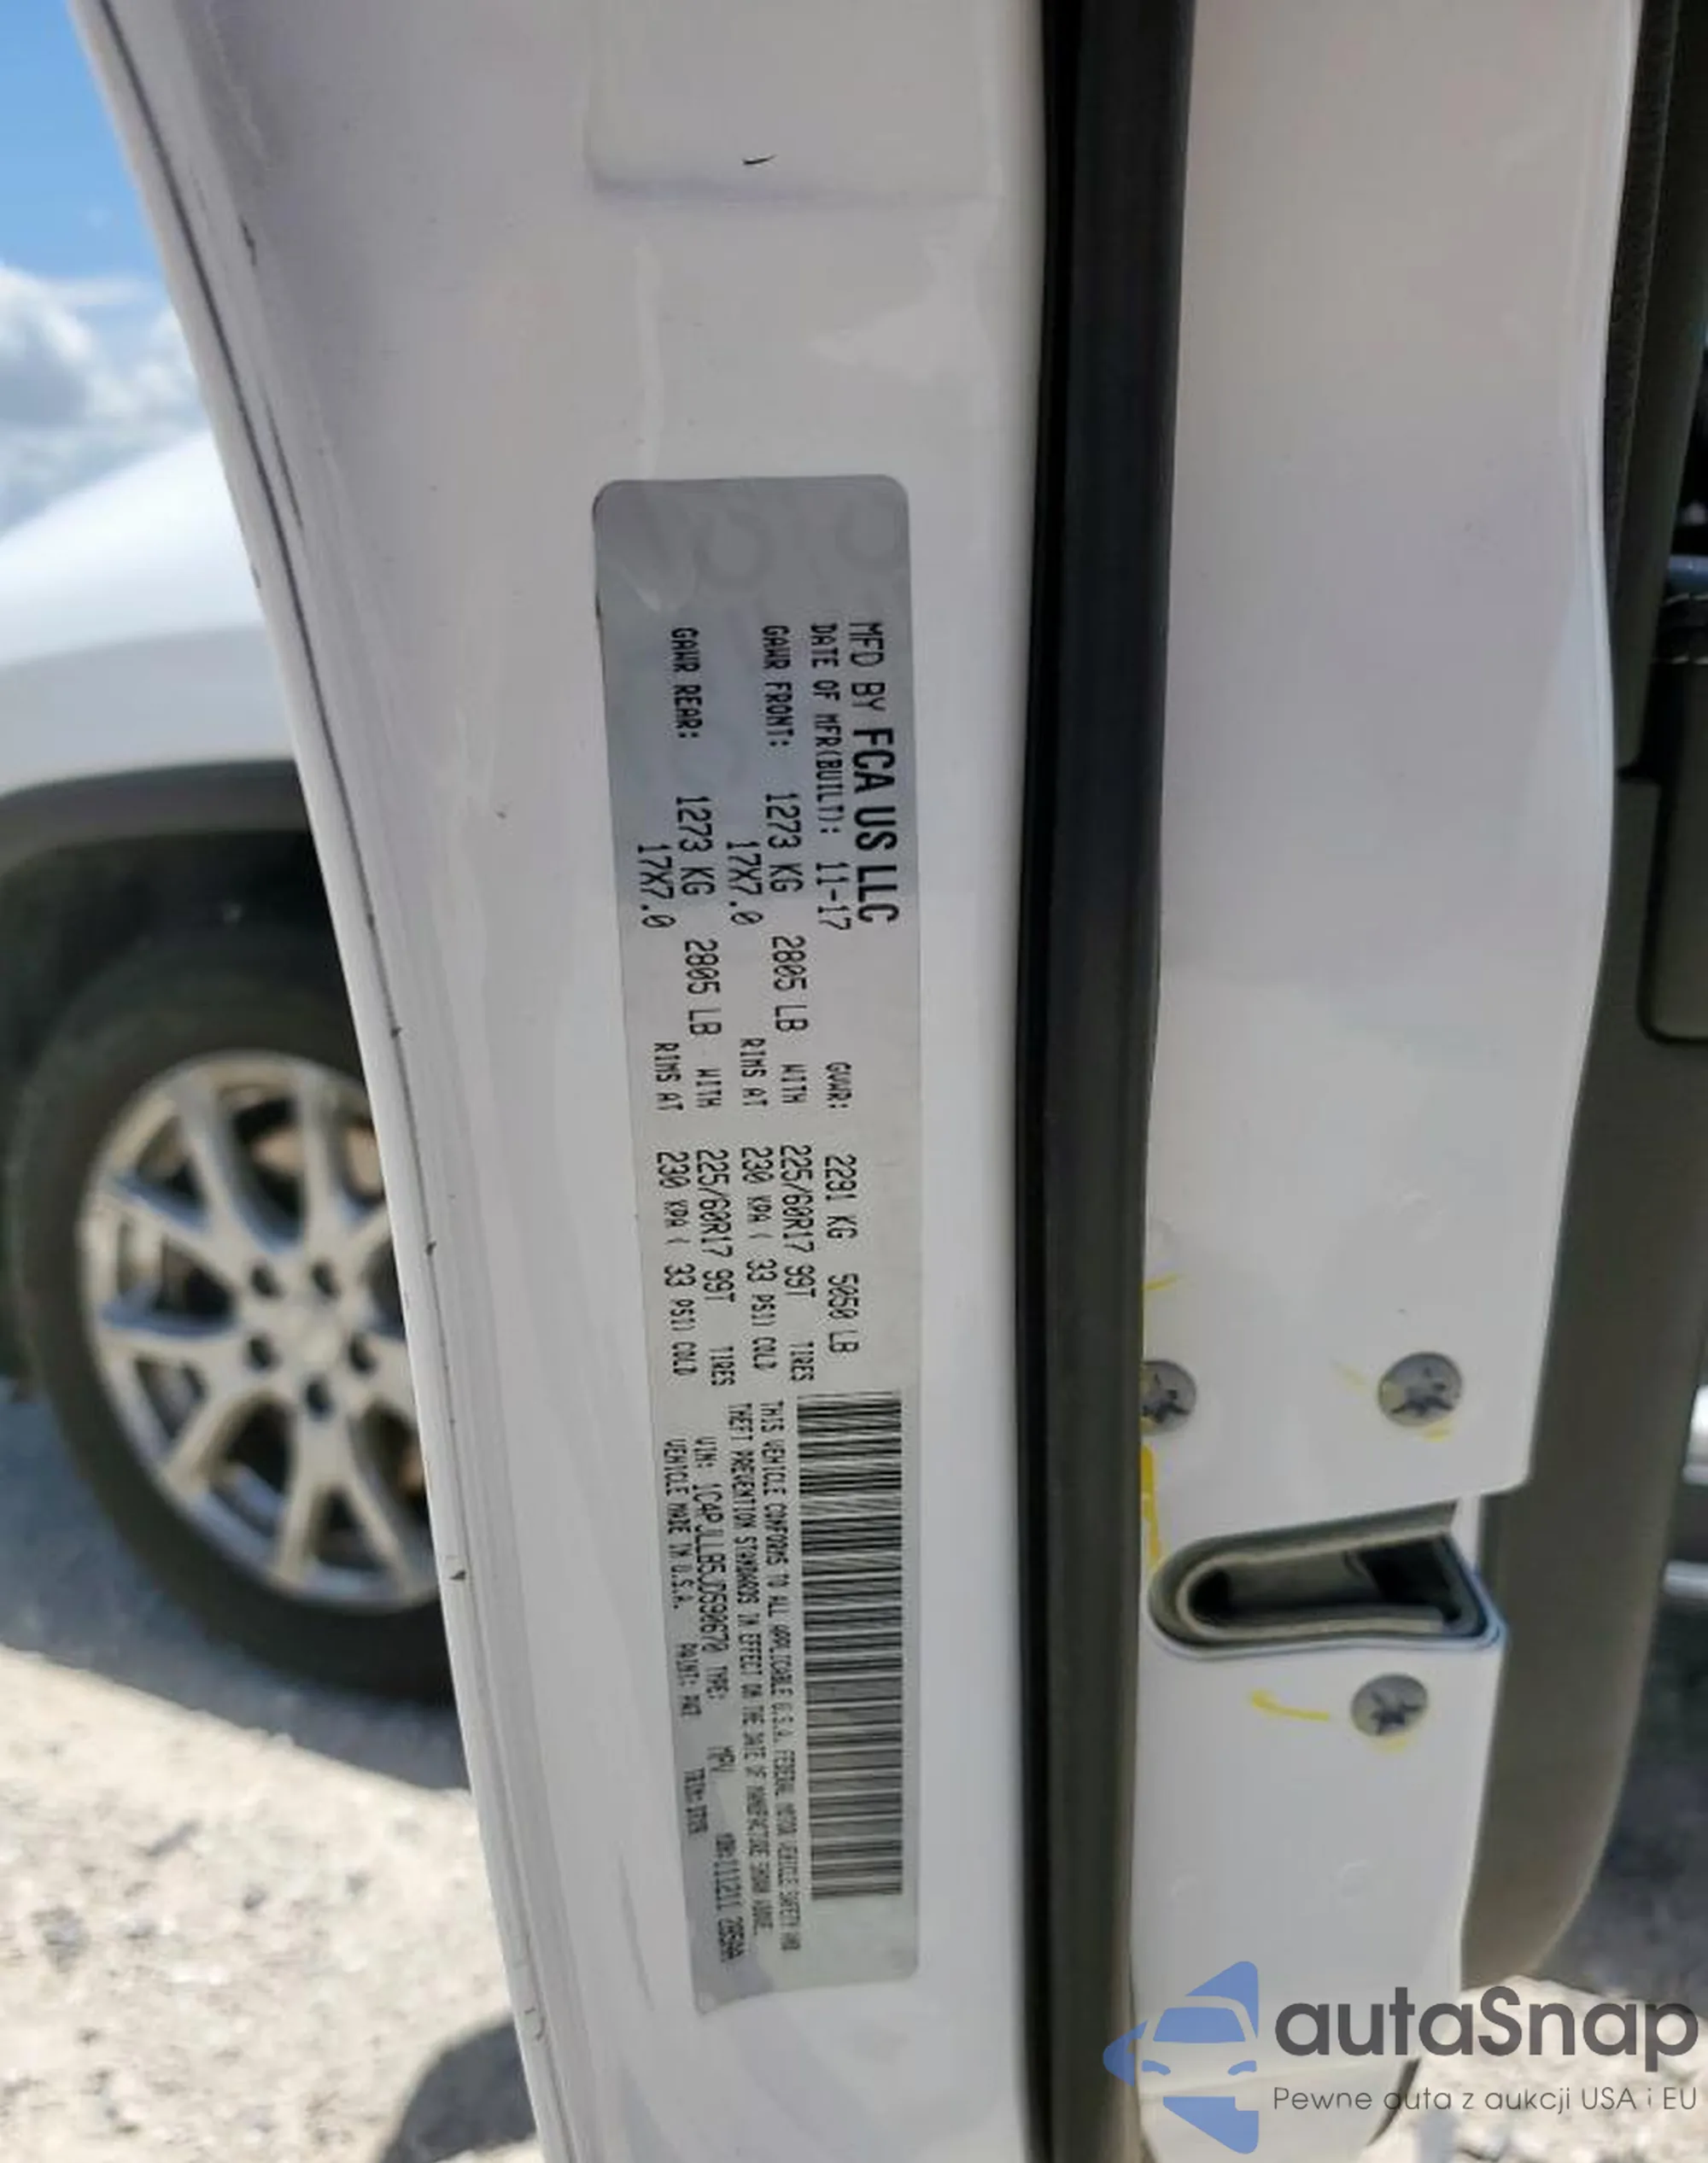 MFD BY FCA US LLC
DATE OF MFR(BUILT): 11-17 GVWR: 2291 KG 5050 LB
GAWR FRONT: 1273 KG 2805 LB WITH 225/60R17 99T TIRES
17X7.0 RIMS AT 230 KPA ( 33 PSI) COLD
GAWR REAR: 1273 KG 2805 LB WITH 225/60R17 99T TIRES
17X7.0 RIMS AT 230 KPA ( 33 PSI) COLD
THIS VEHICLE CONFORMS TO ALL APPLICABLE U.S.A. FEDERAL MOTOR VEHICLE SAFETY AND
THEFT PREVENTION STANDARDS IN EFFECT ON THE DATE OF MANUFACTURE SHOWN ABOVE.
VIN: 1C4PJLLB5JD590670 TYPE: MPV
VEHICLE MADE IN U.S.A. PAINT: PW7 TRIM:
autaSnap
Pewne auta z aukcji USA i EU